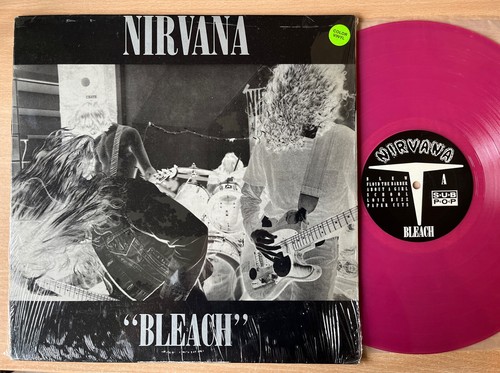 NIRVANA
COLOR
VINYL
"BLEACH"
NIRVANA
BLEW
FLOYD THE BARBER
ABOUT A GIRL
SCHOOL
LOVE BUZZ
PAPER CUTS
A
SUB
POP
BLEACH